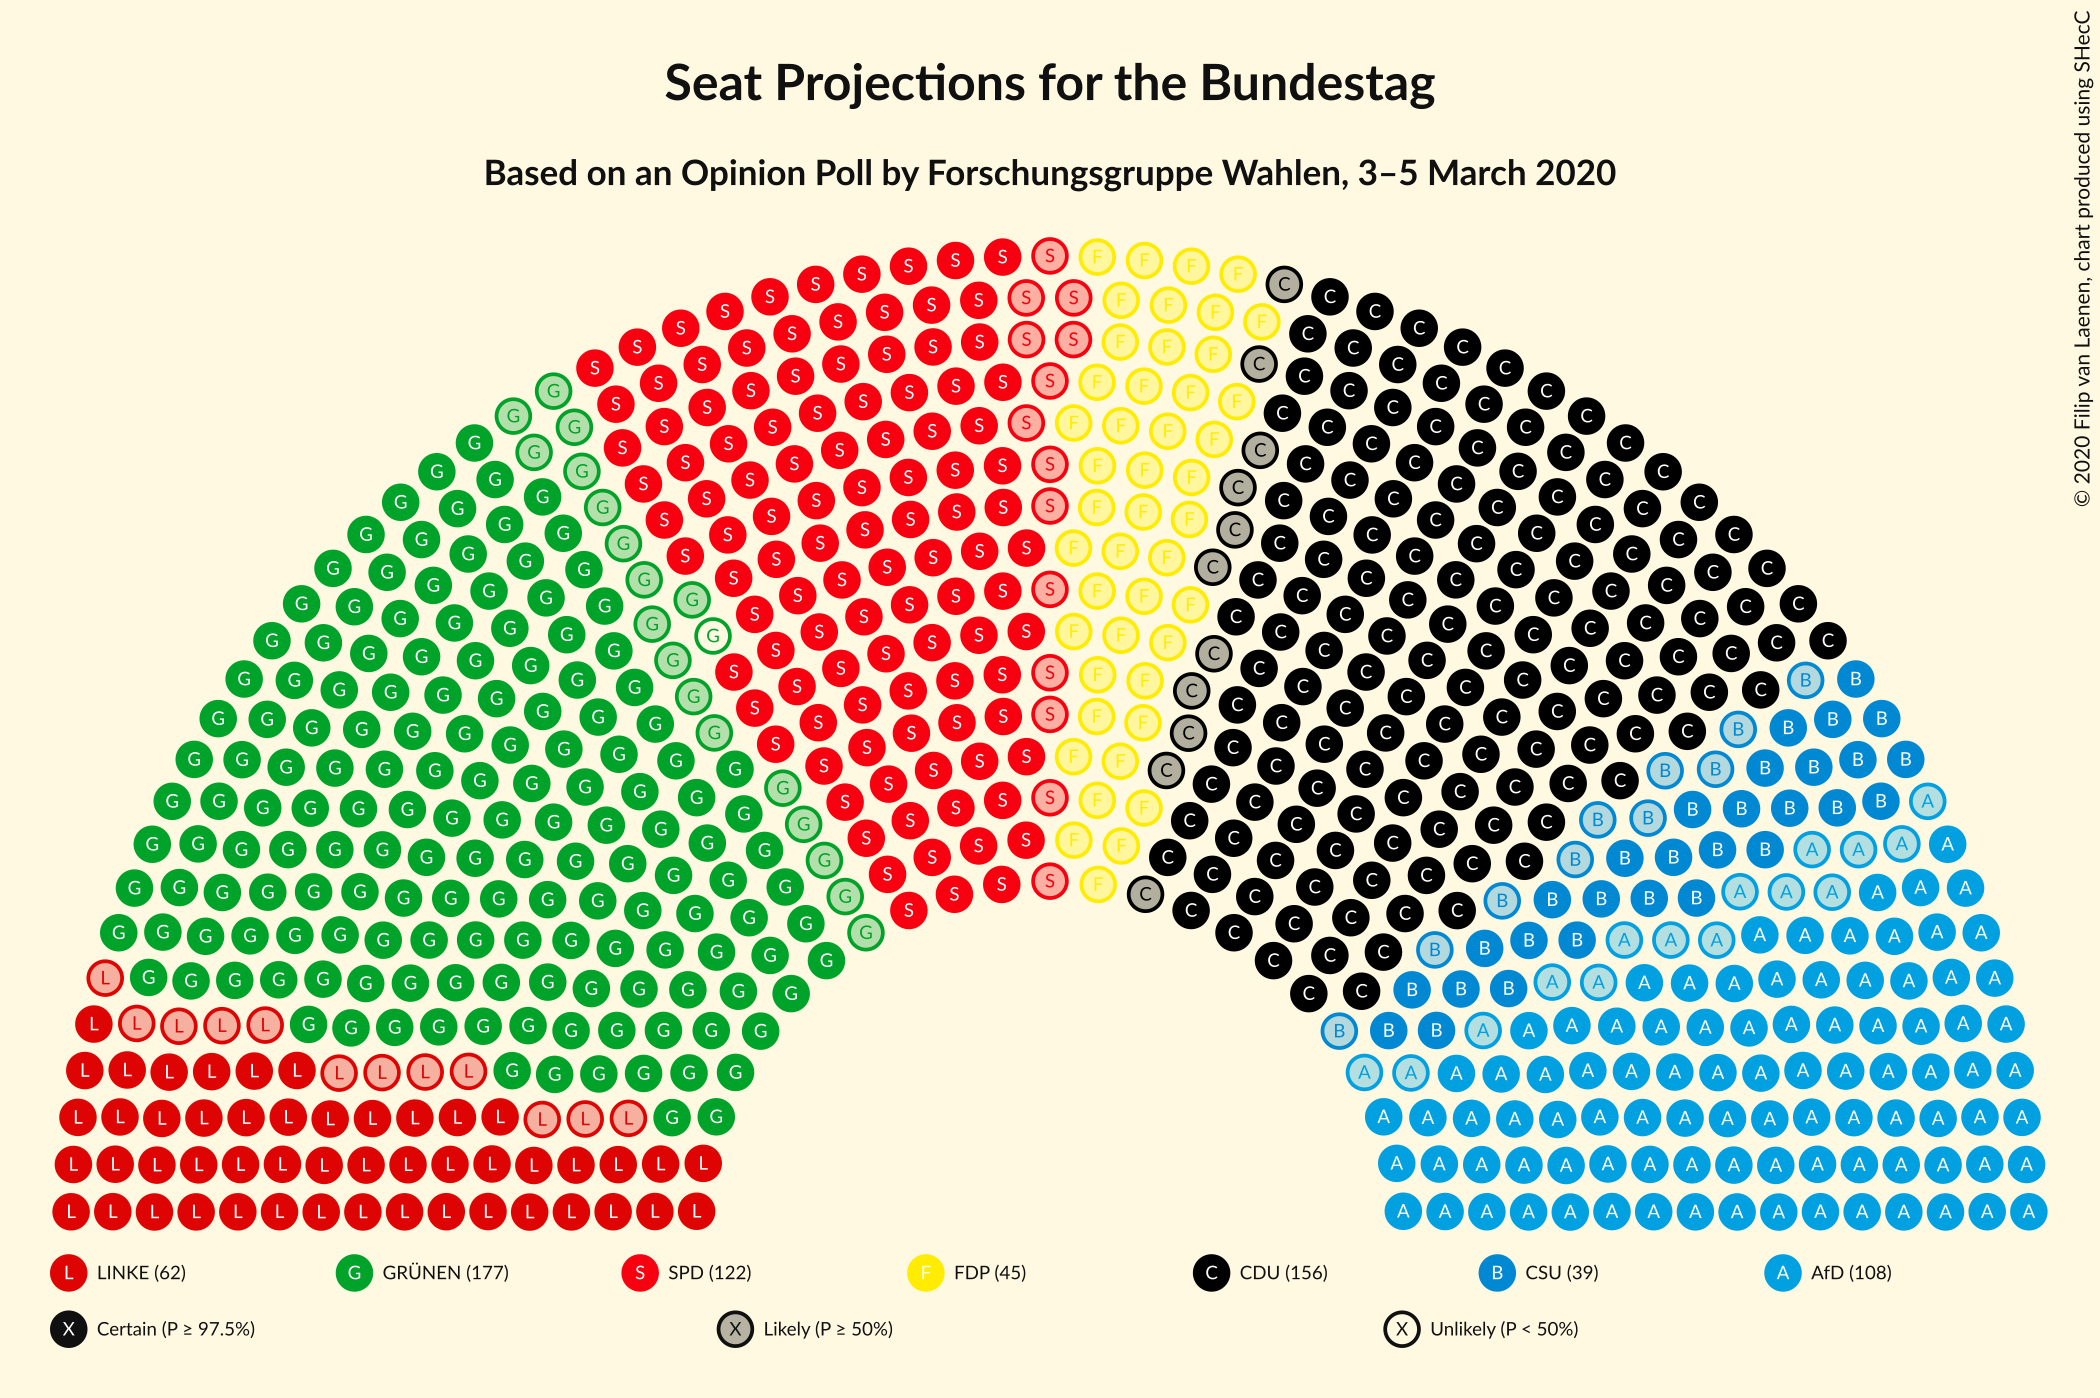 Seat Projections for the Bundestag
Based on an Opinion Poll by Forschungsgruppe Wahlen, 3–5 March 2020
© 2020 Filip van Laenen, chart produced using SHecC
L LINKE (62) G GRÜNEN (177) S SPD (122) F FDP (45) C CDU (156) B CSU (39) A AfD (108)
X Certain (P ≥ 97.5%) X Likely (P ≥ 50%) X Unlikely (P < 50%)